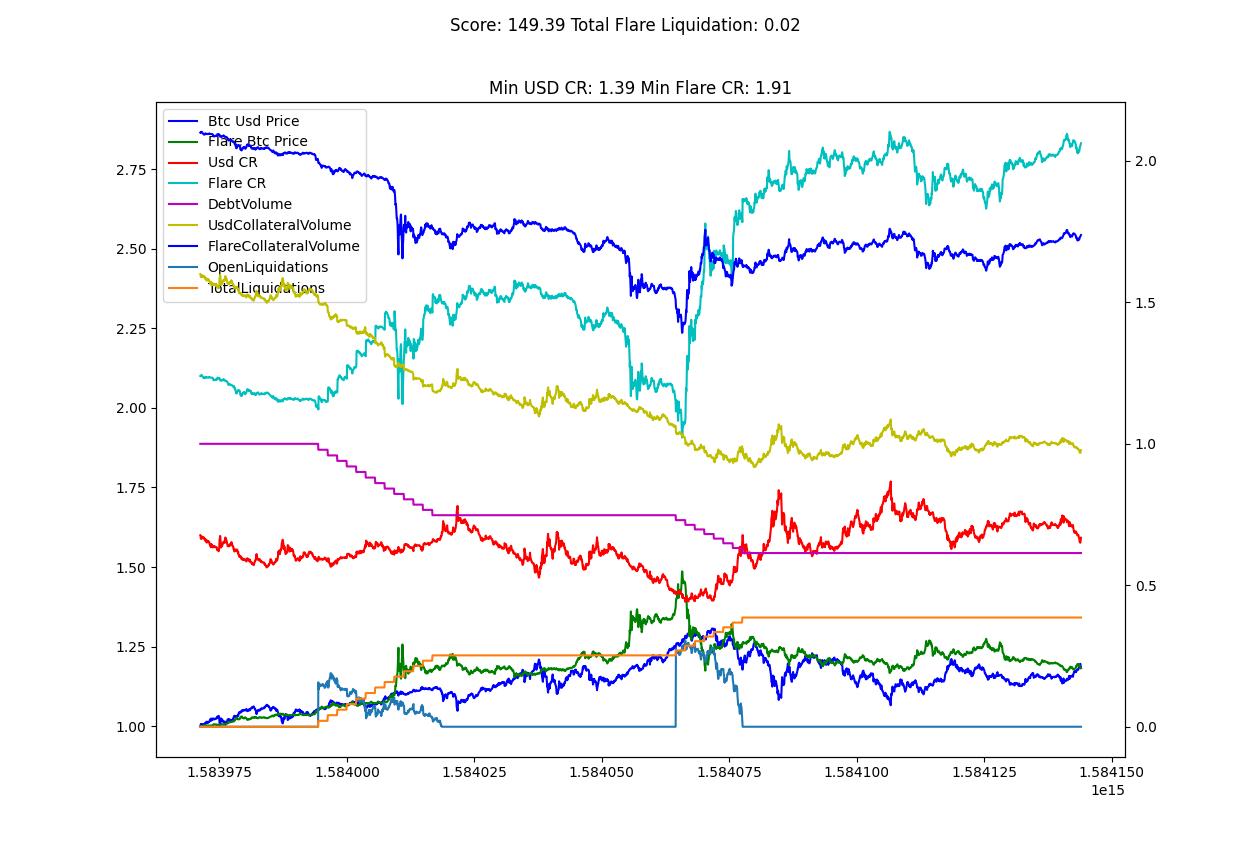 Score: 149.39 Total Flare Liquidation: 0.02
Min USD CR: 1.39 Min Flare CR: 1.91
Btc Usd Price
Flare Btc Price
Usd CR
Flare CR
DebtVolume
UsdCollateralVolume
FlareCollateralVolume
OpenLiquidations
TotalLiquidations
2.75
2.50
2.25
2.00
1.75
1.50
1.25
1.00
2.0
1.5
1.0
0.5
0.0
1.583975 1.584000 1.584025 1.584050 1.584075 1.584100 1.584125 1.584150
1e15